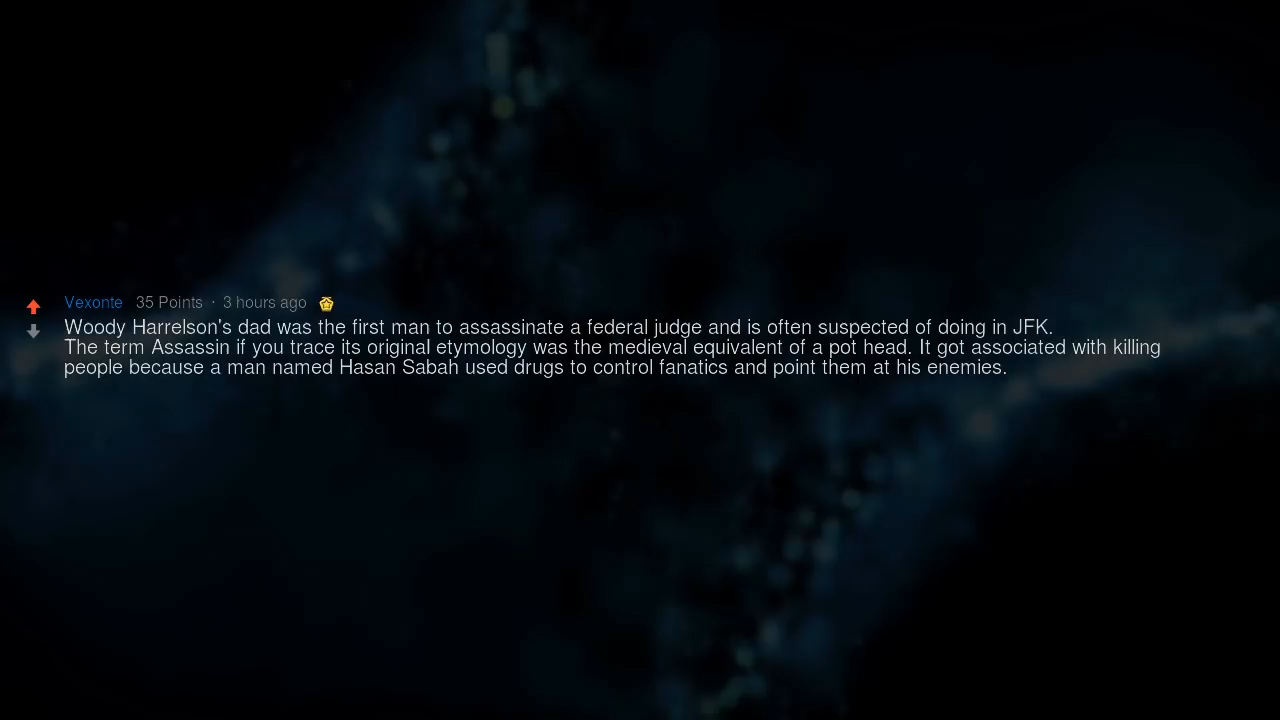 Vexonte 35 Points · 3 hours ago
Woody Harrelson's dad was the first man to assassinate a federal judge and is often suspected of doing in JFK.
The term Assassin if you trace its original etymology was the medieval equivalent of a pot head. It got associated with killing
people because a man named Hasan Sabah used drugs to control fanatics and point them at his enemies.